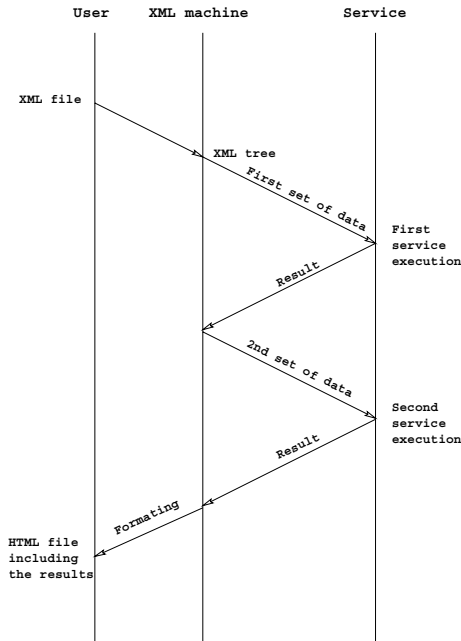 User XML machine Service
XML file
XML tree
First set of data
First
service
execution
Result
2nd set of data
Second
service
execution
Result
Formating
HTML file
including
the results